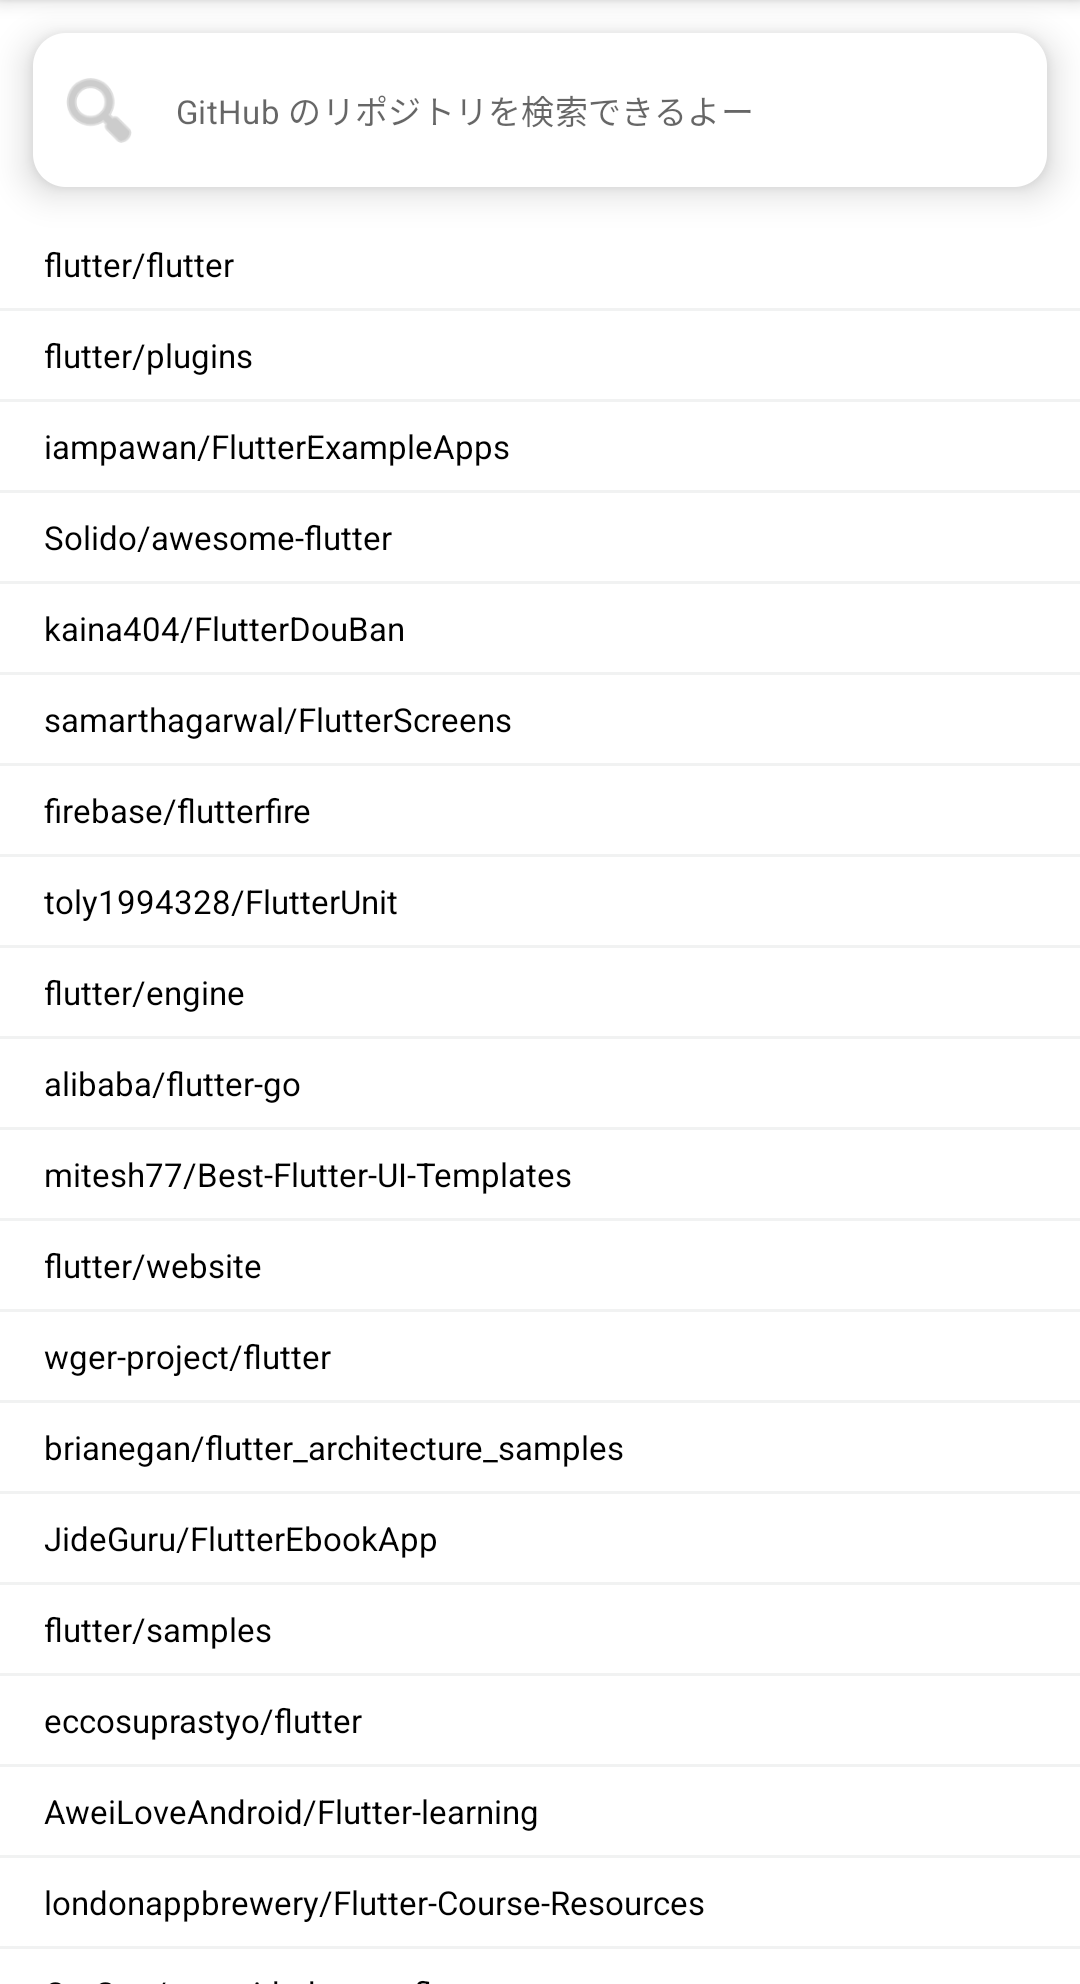 GitHub のリポジトリを検索できるよー
flutter/flutter
flutter/plugins
iampawan/FlutterExampleApps
Solido/awesome-flutter
kaina404/FlutterDouBan
samarthagarwal/FlutterScreens
firebase/flutterfire
toly1994328/FlutterUnit
flutter/engine
alibaba/flutter-go
mitesh77/Best-Flutter-UI-Templates
flutter/website
wger-project/flutter
brianegan/flutter_architecture_samples
JideGuru/FlutterEbookApp
flutter/samples
eccosuprastyo/flutter
AweiLoveAndroid/Flutter-learning
londonappbrewery/Flutter-Course-Resources